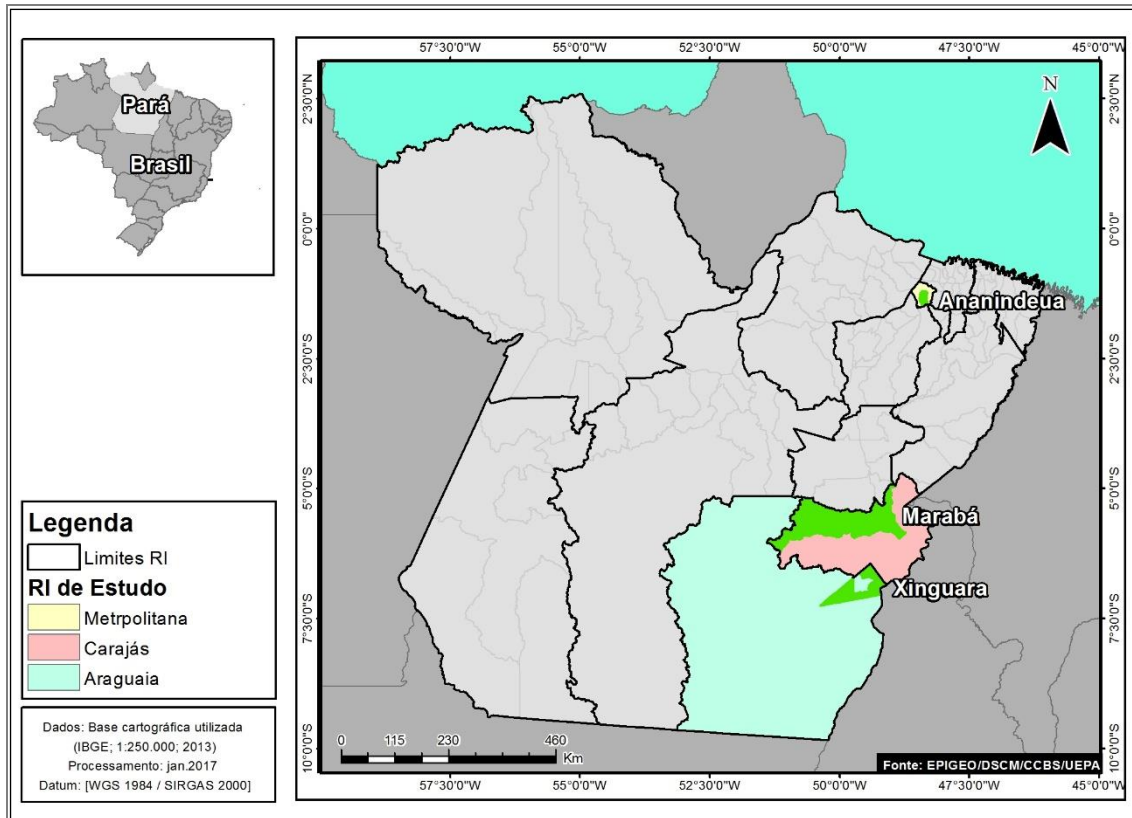 Pará
Brasil
57°30'0"W
55°0'0"W
52°30'0"W
50°0'0"W
47°30'0"W
45°0'0"W
2°30'0"N
0°0'0"
2°30'0"S
5°0'0"S
7°30'0"S
10°0'0"S
N
Ananindeua
Marabá
Xinguara
Legenda
Limites RI
RI de Estudo
Metrpolitana
Carajás
Araguaia
Dados: Base cartográfica utilizada
(IBGE; 1:250.000; 2013)
Processamento: jan.2017
Datum: [WGS 1984 / SIRGAS 2000]
0 115 230 460
Km
Fonte: EPIGEO/DSCM/CCBS/UEPA
57°30'0"W
55°0'0"W
52°30'0"W
50°0'0"W
47°30'0"W
45°0'0"W
2°30'0"N
0°0'0"
2°30'0"S
5°0'0"S
7°30'0"S
10°0'0"S